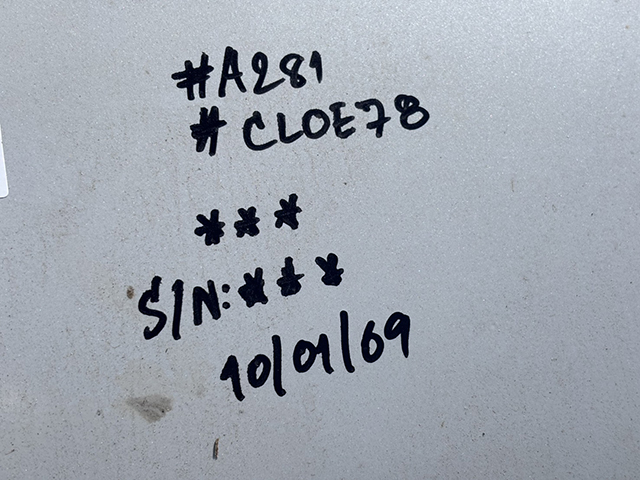 #A281
# CLOE78
***
S/N:***
10/01/09